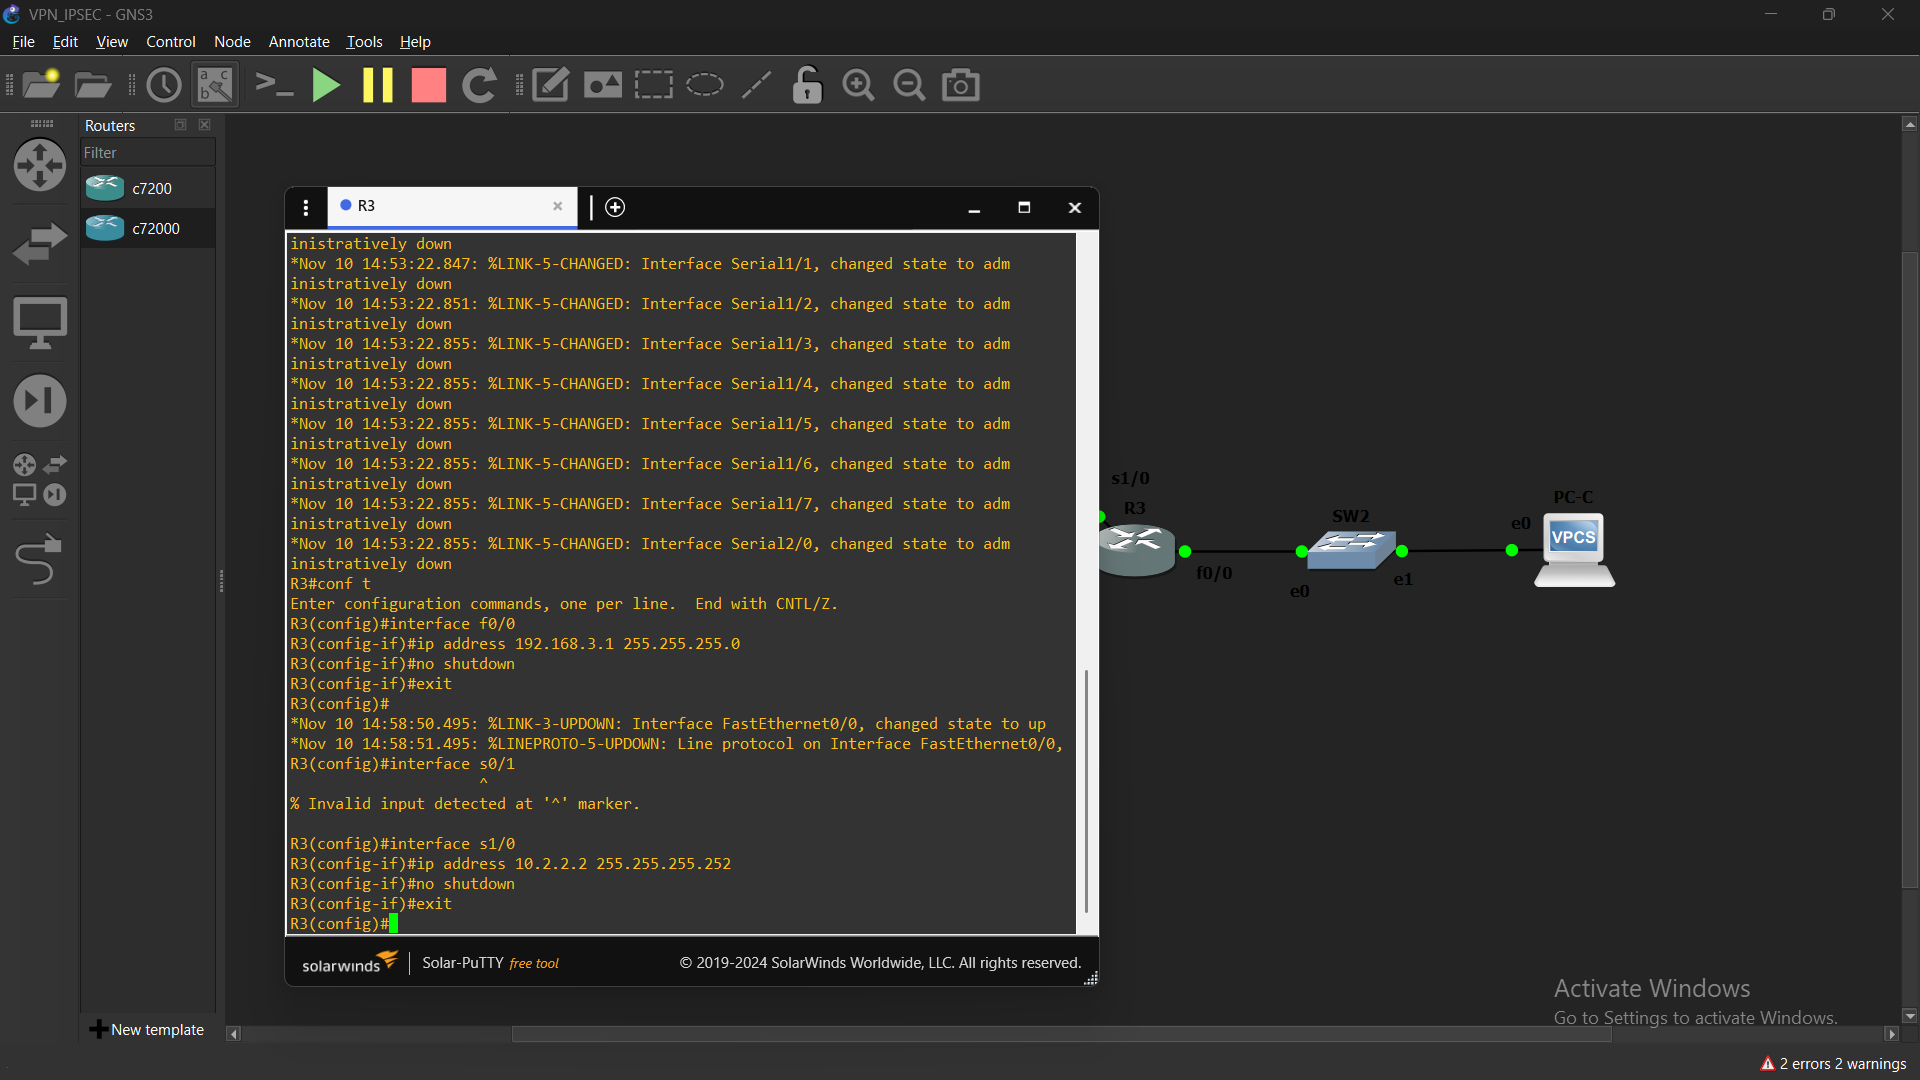 VPN_IPSEC - GNS3
File Edit View Control Node Annotate Tools Help
a c
b
Routers
Filter
c7200
c72000
R3
inistratively down
*Nov 10 14:53:22.847: %LINK-5-CHANGED: Interface Serial1/1, changed state to adm
inistratively down
*Nov 10 14:53:22.851: %LINK-5-CHANGED: Interface Serial1/2, changed state to adm
inistratively down
*Nov 10 14:53:22.855: %LINK-5-CHANGED: Interface Serial1/3, changed state to adm
inistratively down
*Nov 10 14:53:22.855: %LINK-5-CHANGED: Interface Serial1/4, changed state to adm
inistratively down
*Nov 10 14:53:22.855: %LINK-5-CHANGED: Interface Serial1/5, changed state to adm
inistratively down
*Nov 10 14:53:22.855: %LINK-5-CHANGED: Interface Serial1/6, changed state to adm
inistratively down
*Nov 10 14:53:22.855: %LINK-5-CHANGED: Interface Serial1/7, changed state to adm
inistratively down
*Nov 10 14:53:22.855: %LINK-5-CHANGED: Interface Serial2/0, changed state to adm
inistratively down
R3#conf t
Enter configuration commands, one per line.  End with CNTL/Z.
R3(config)#interface f0/0
R3(config-if)#ip address 192.168.3.1 255.255.255.0
R3(config-if)#no shutdown
R3(config-if)#exit
R3(config)#
*Nov 10 14:58:50.495: %LINK-3-UPDOWN: Interface FastEthernet0/0, changed state to up
*Nov 10 14:58:51.495: %LINEPROTO-5-UPDOWN: Line protocol on Interface FastEthernet0/0,
R3(config)#interface s0/1
^
% Invalid input detected at '^' marker.
R3(config)#interface s1/0
R3(config-if)#ip address 10.2.2.2 255.255.255.252
R3(config-if)#no shutdown
R3(config-if)#exit
R3(config)#
solarwinds Solar-PuTTY free tool © 2019-2024 SolarWinds Worldwide, LLC. All rights reserved.
s1/0
R3
f0/0
SW2
e0
e1
PC-C
e0
VPCS
New template
Activate Windows
Go to Settings to activate Windows.
2 errors 2 warnings